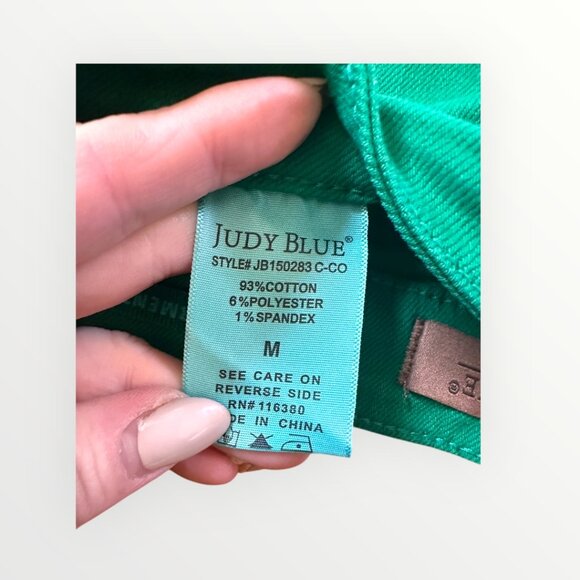 JUDY BLUE®
STYLE# JB150283 C-CO
93%COTTON
6%POLYESTER
1%SPANDEX
M
SEE CARE ON
REVERSE SIDE
RN# 116380
IN CHINA